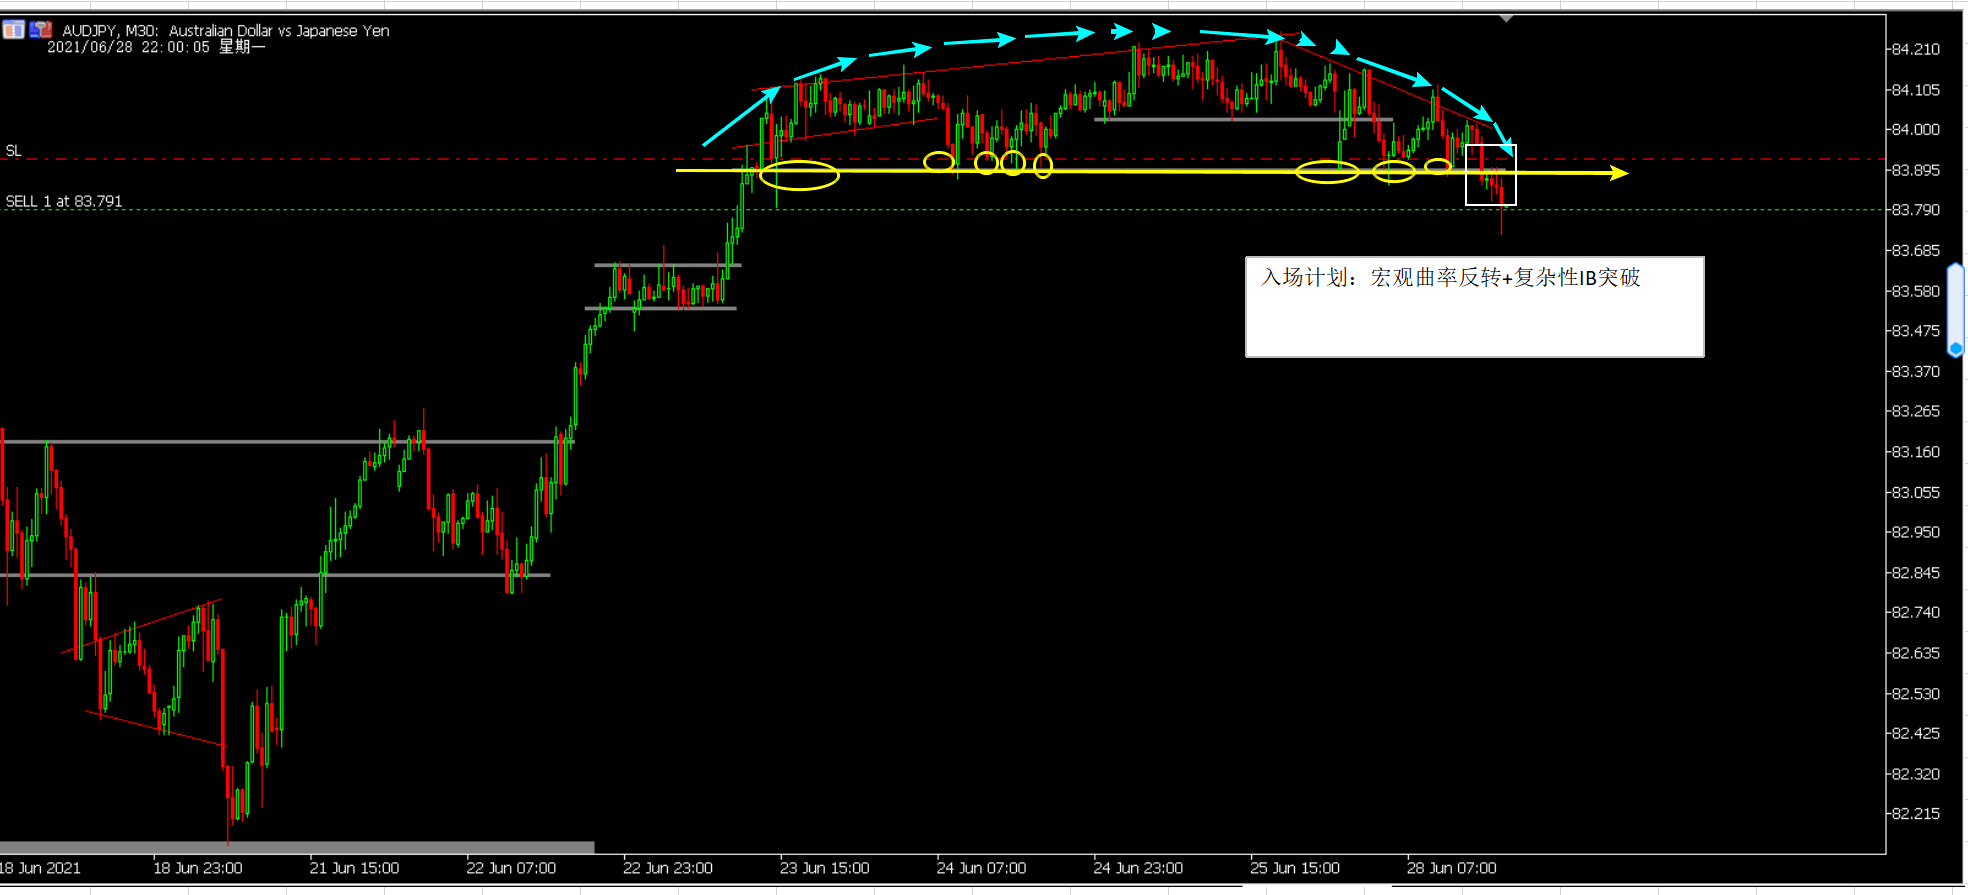 AUDJPY, M30: Australian Dollar vs Japanese Yen
2021/06/28 22:00:05 星期一
SL
SELL 1 at 83.791
入场计划：宏观曲率反转+复杂性IB突破
84.210
84.105
84.000
83.895
83.790
83.685
83.580
83.475
83.370
83.265
83.160
83.055
82.950
82.845
82.740
82.635
82.530
82.425
82.320
82.215
18 Jun 2021
18 Jun 23:00
21 Jun 15:00
22 Jun 07:00
22 Jun 23:00
23 Jun 15:00
24 Jun 07:00
24 Jun 23:00
25 Jun 15:00
28 Jun 07:00